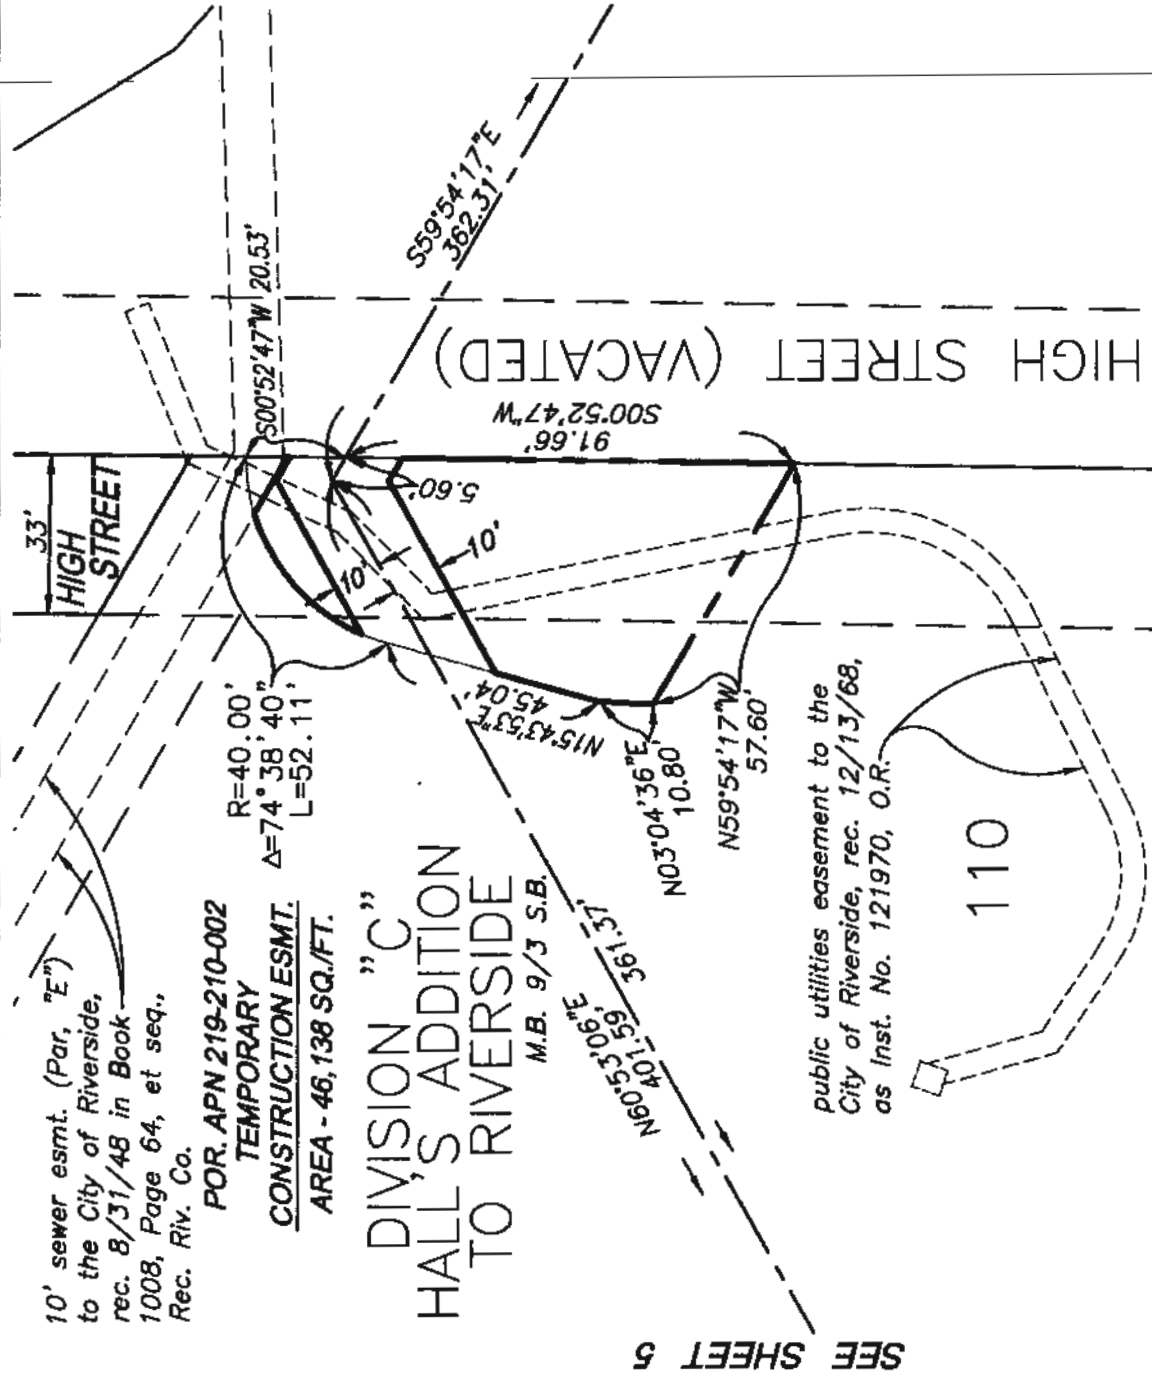 10' sewer esmt. (Par, "E")
to the City of Riverside,
rec. 8/31/48 in Book
1008, Page 64, et seq.,
Rec. Riv. Co.
POR. APN 219-210-002
TEMPORARY
CONSTRUCTION ESMT.
AREA - 46,138 SQ./FT.
DIVISION "C"
HALL'S ADDITION
TO RIVERSIDE
M.B. 9/3 S.B.
R=40.00'
Δ=74°38'40"
L=52.11'
33'
HIGH
STREET
S00°52'47"W 20.53'
S59°54'17"E
362.31'
HIGH STREET (VACATED)
S00°52'47"W
91.66'
5.60'
10'
10'
N15°43'53"E
45.04'
N03°04'36"E
10.80'
N59°54'17"W
57.60'
N60°53'06"E
401.59' 361.37'
public utilities easement to the
City of Riverside, rec. 12/13/68,
as Inst. No. 121970, O.R.
110
SEE SHEET 5